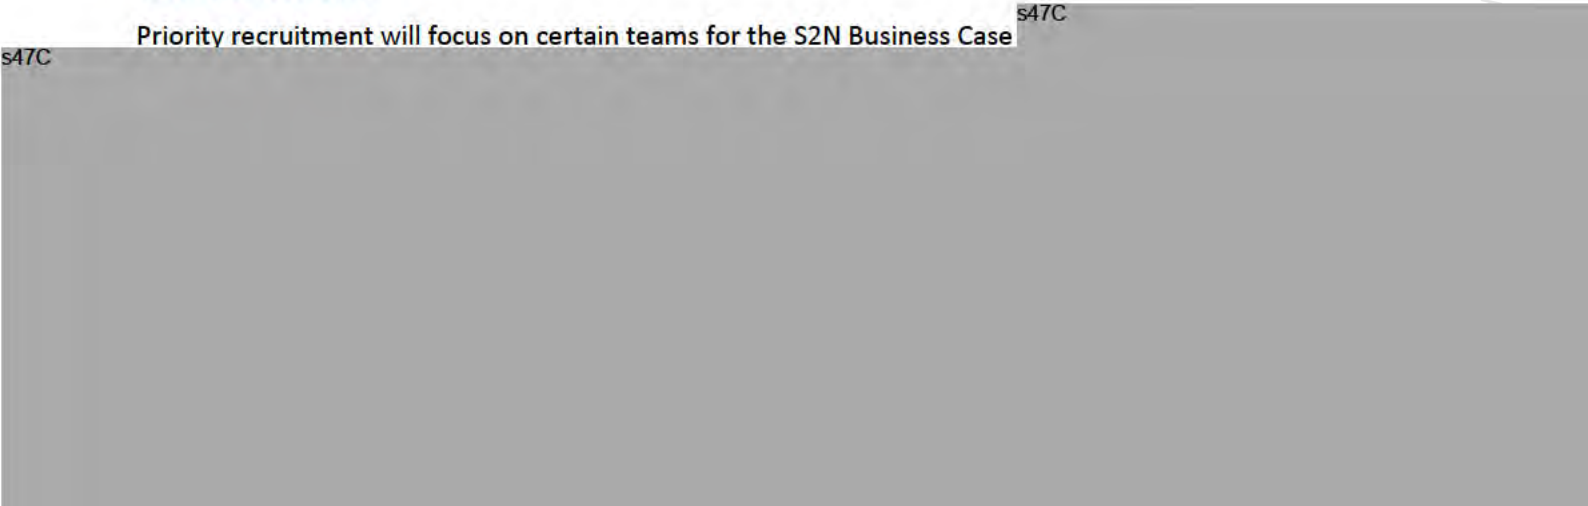 s47C
Priority recruitment will focus on certain teams for the S2N Business Case
s47C